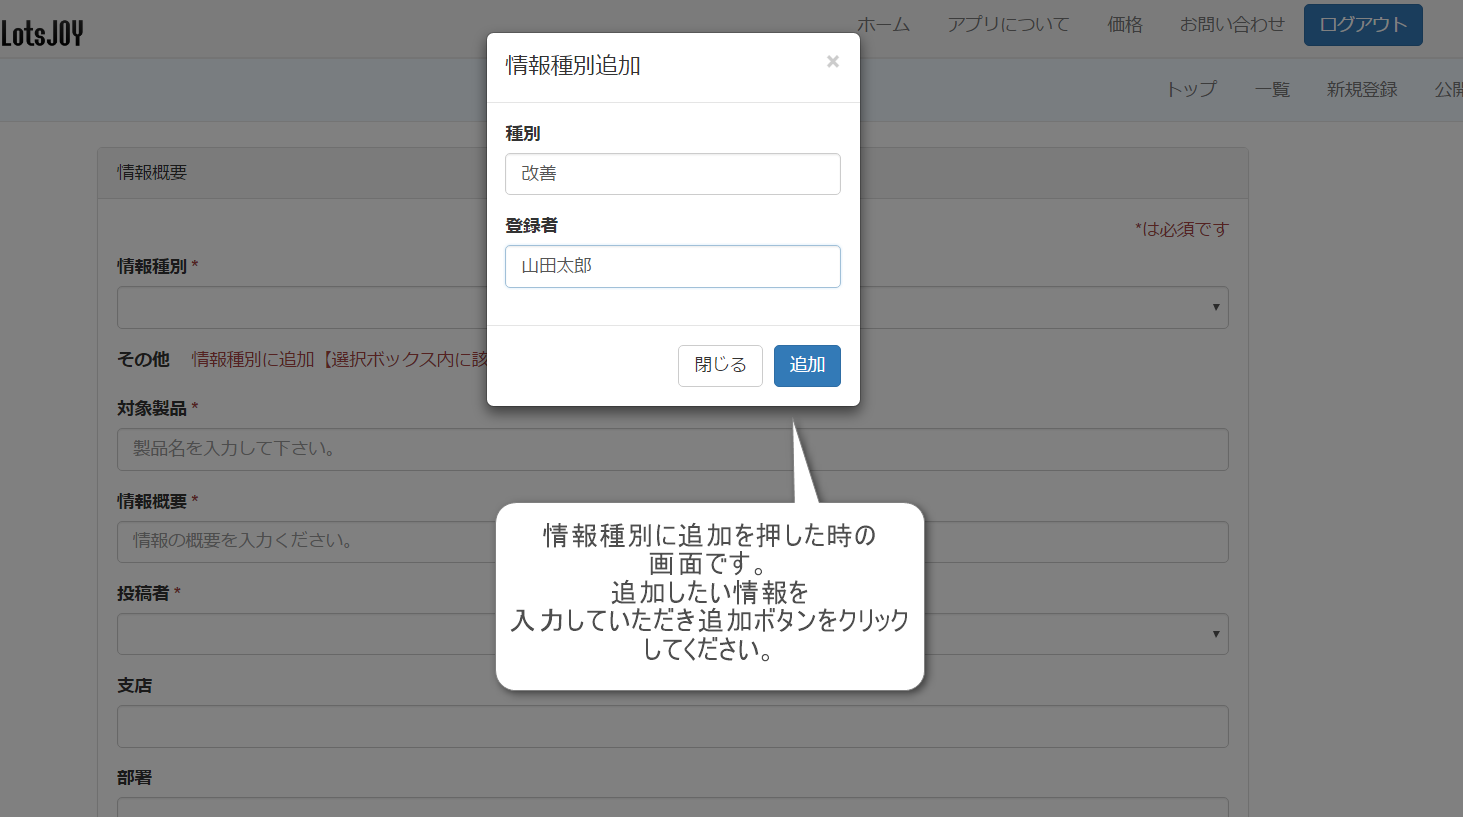 LotsJOY
ホーム アプリについて 価格 お問い合わせ ログアウト
トップ 一覧 新規登録 公開
情報種別追加 ×
種別
改善
登録者
山田太郎
閉じる 追加
情報概要
*は必須です
情報種別 *
その他 情報種別に追加【選択ボックス内に該
対象製品 *
製品名を入力して下さい。
情報概要 *
情報の概要を入力ください。
投稿者 *
支店
部署
情報種別に追加を押した時の
画面です。
追加したい情報を
入力していただき追加ボタンをクリック
してください。